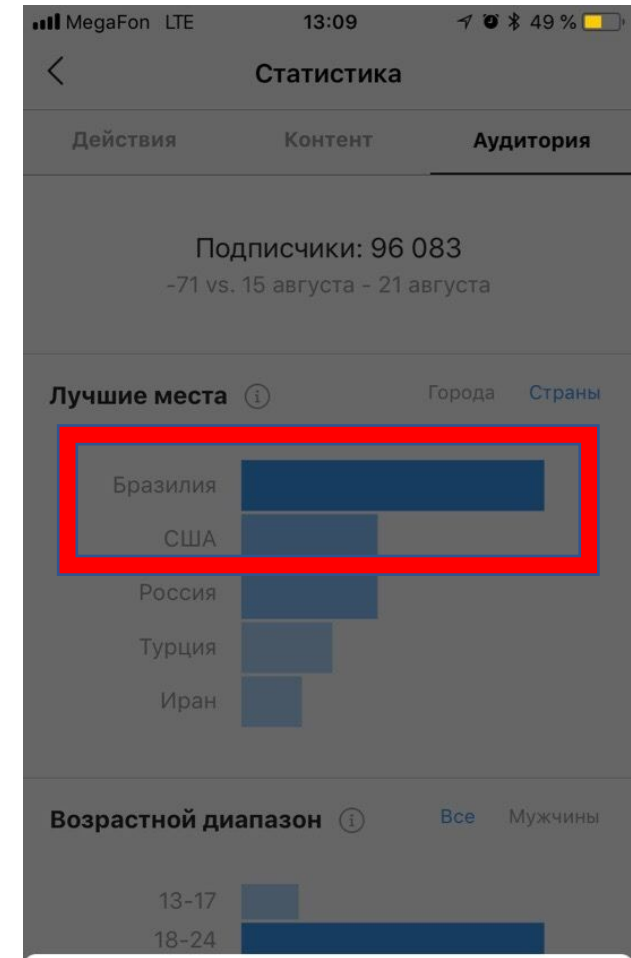 MegaFon LTE 13:09 49 %
Статистика
Действия Контент Аудитория
Подписчики: 96 083
-71 vs. 15 августа - 21 августа
Лучшие места Города Страны
Бразилия
США
Россия
Турция
Иран
Возрастной диапазон Все Мужчины
13-17
18-24